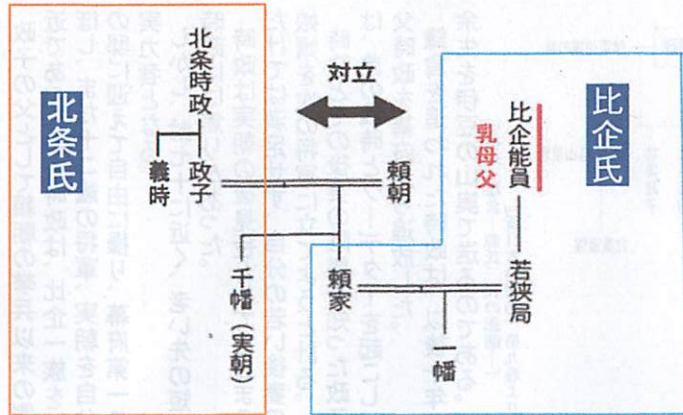 比企氏
比企能員
乳母父
若狭局
一幡
対立
頼朝
頼家
北条時政
政子
義時
千幡（実朝）
北条氏